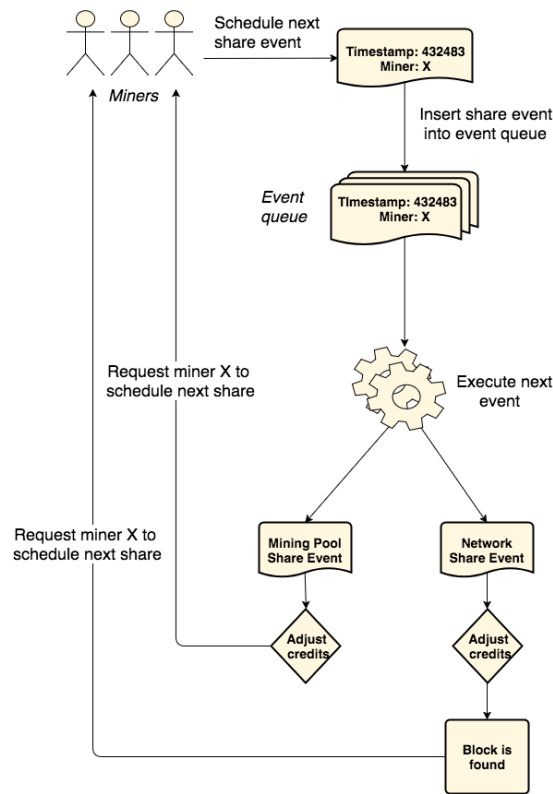 Schedule next
share event
Timestamp: 432483
Miner: X
Miners
Insert share event
into event queue
Event
queue
TImestamp: 432483
Miner: X
Request miner X to
schedule next share
Execute next
event
Request miner X to
schedule next share
Mining Pool
Share Event
Network
Share Event
Adjust
credits
Adjust
credits
Block is
found